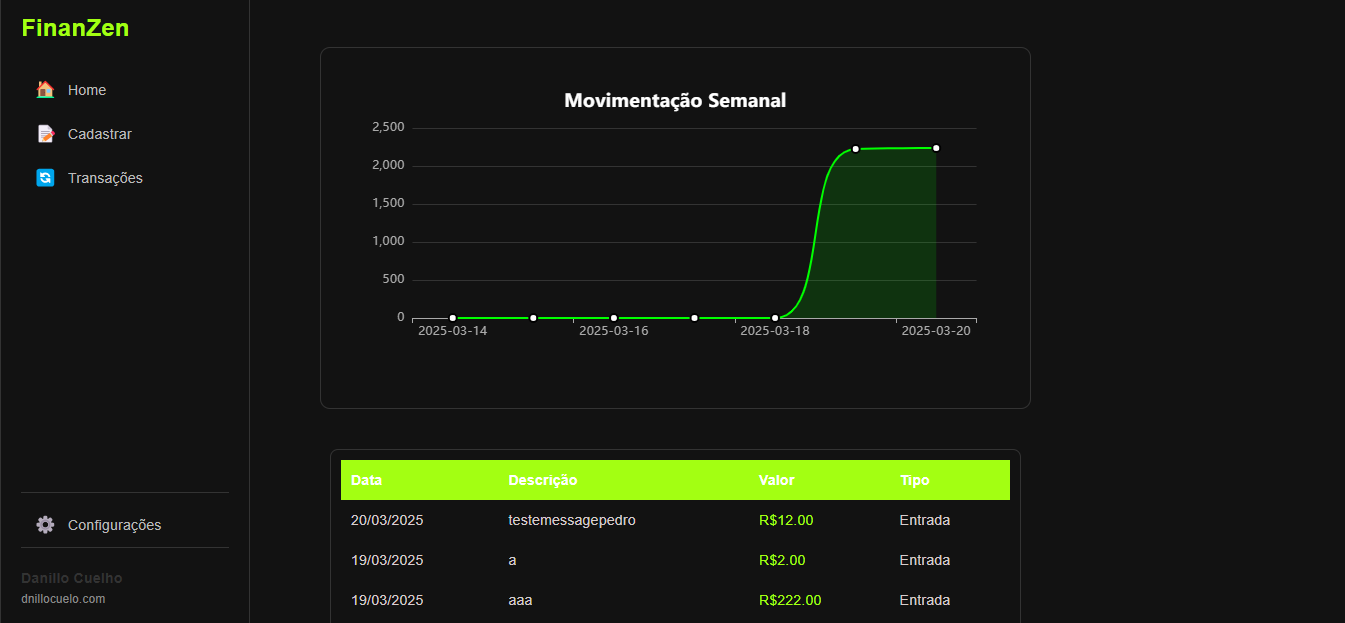 FinanZen
Home
Cadastrar
Transações
Configurações
Danillo Cuelho
dnillocuelo.com
Movimentação Semanal
2,500
2,000
1,500
1,000
500
0
2025-03-14 2025-03-16 2025-03-18 2025-03-20
Data Descrição Valor Tipo
20/03/2025 testemessagepedro R$12.00 Entrada
19/03/2025 a R$2.00 Entrada
19/03/2025 aaa R$222.00 Entrada